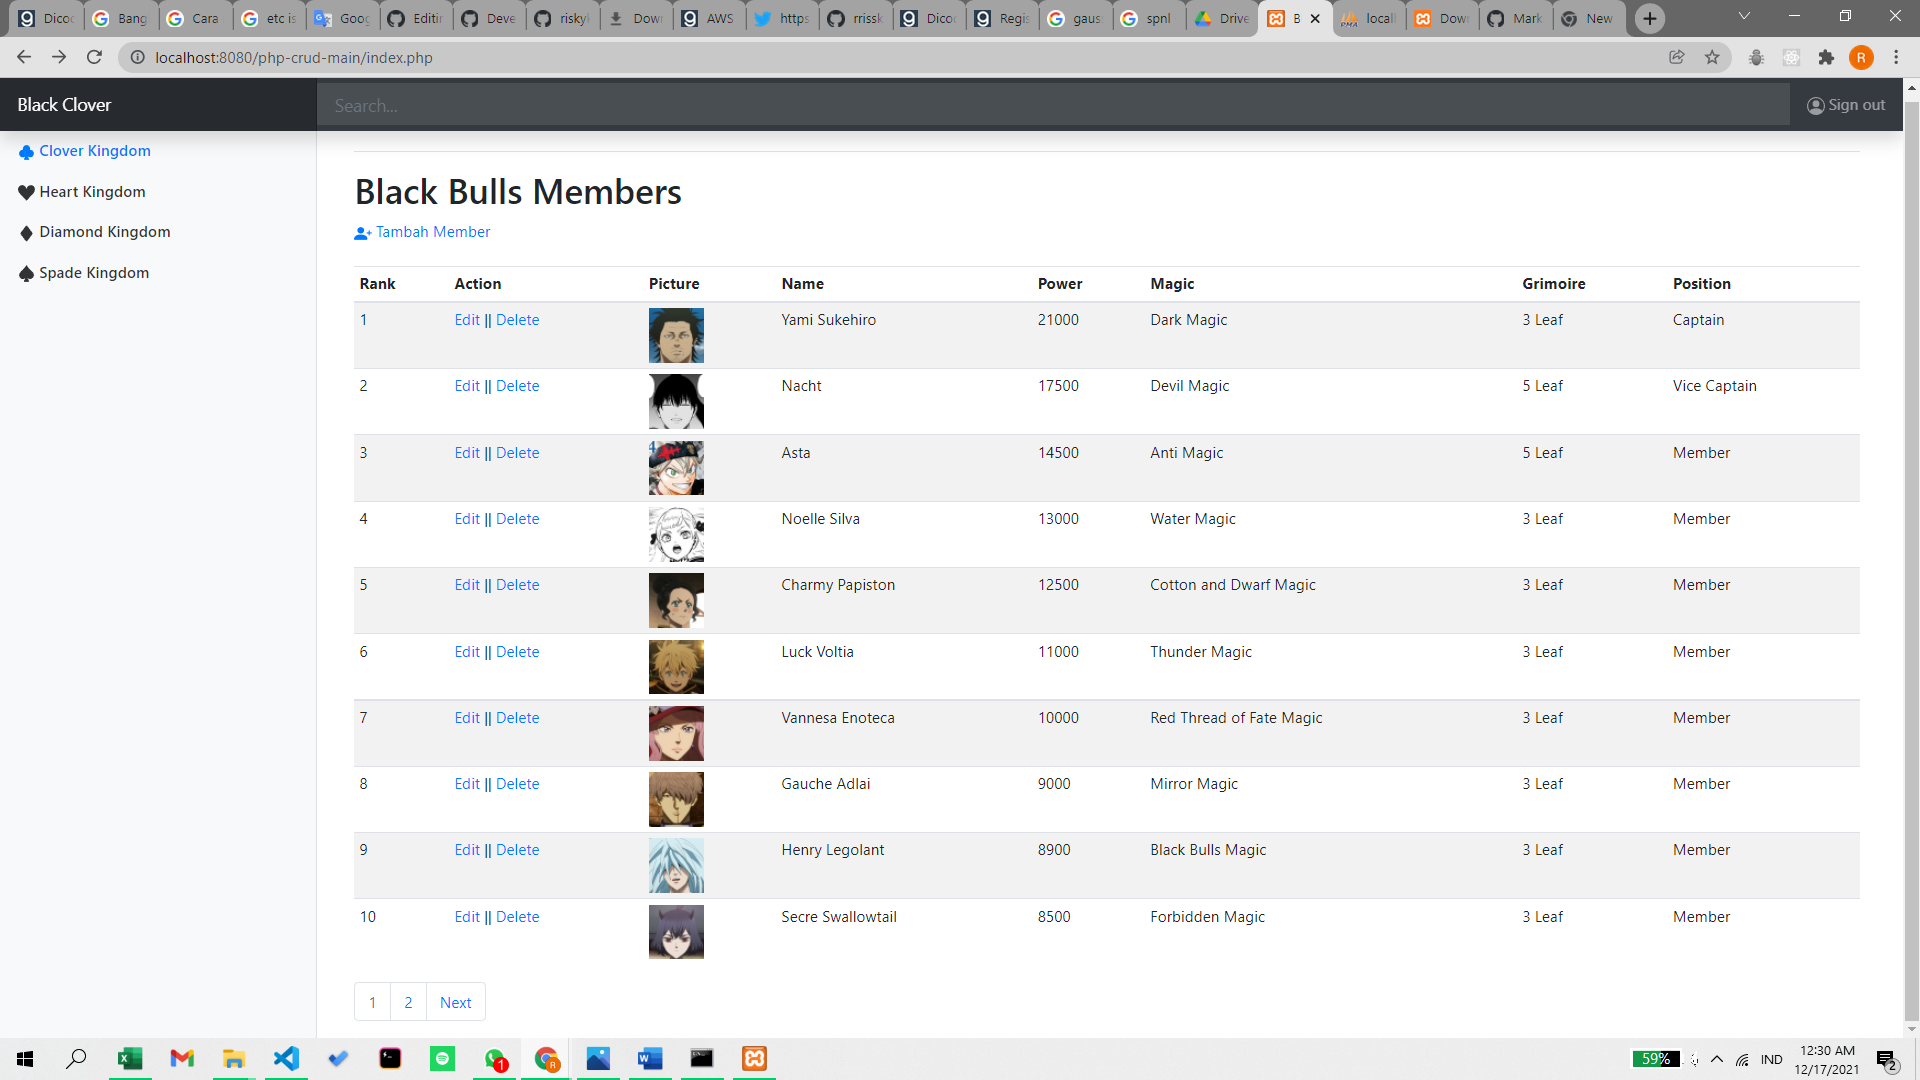 Dicoc Bang Cara etc is Goog Editin Deve risky Down AWS https rrissk Dico Regis gaus spnl Drive B locall Dow Mark New
localhost:8080/php-crud-main/index.php
R
Black Clover Search... Sign out
Clover Kingdom
Heart Kingdom
Diamond Kingdom
Spade Kingdom
Black Bulls Members
Tambah Member
Rank Action Picture Name Power Magic Grimoire Position
1 Edit || Delete Yami Sukehiro 21000 Dark Magic 3 Leaf Captain
2 Edit || Delete Nacht 17500 Devil Magic 5 Leaf Vice Captain
3 Edit || Delete Asta 14500 Anti Magic 5 Leaf Member
4 Edit || Delete Noelle Silva 13000 Water Magic 3 Leaf Member
5 Edit || Delete Charmy Papiston 12500 Cotton and Dwarf Magic 3 Leaf Member
6 Edit || Delete Luck Voltia 11000 Thunder Magic 3 Leaf Member
7 Edit || Delete Vannesa Enoteca 10000 Red Thread of Fate Magic 3 Leaf Member
8 Edit || Delete Gauche Adlai 9000 Mirror Magic 3 Leaf Member
9 Edit || Delete Henry Legolant 8900 Black Bulls Magic 3 Leaf Member
10 Edit || Delete Secre Swallowtail 8500 Forbidden Magic 3 Leaf Member
1 2 Next
59% IND 12:30 AM
12/17/2021